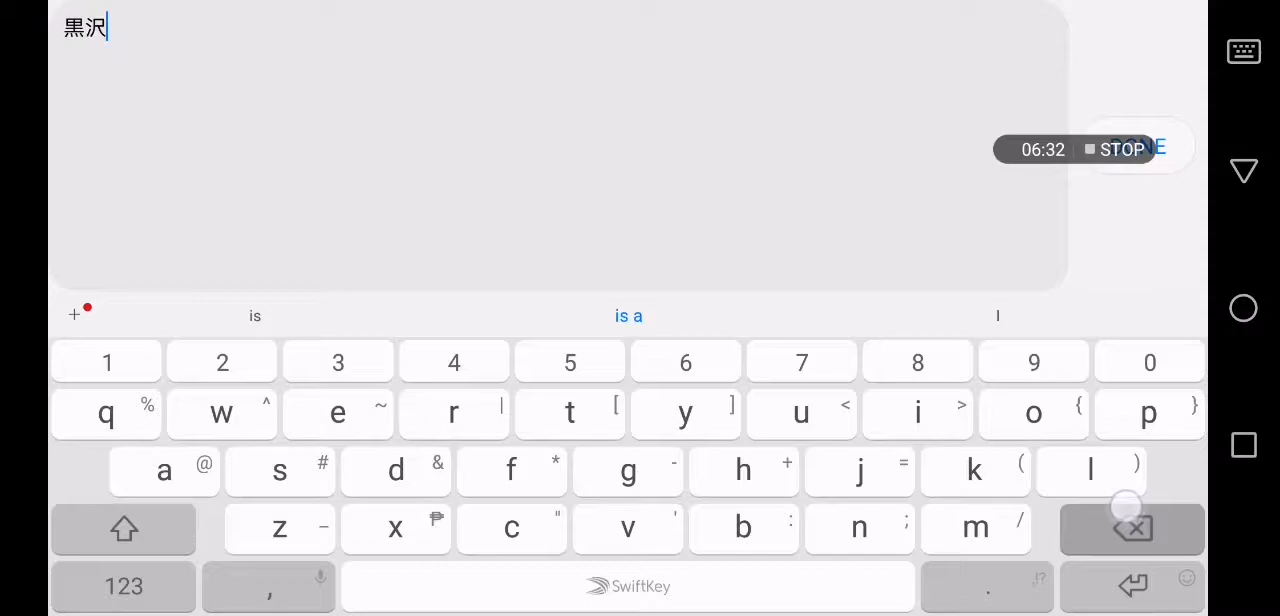 黒沢
DONE
06:32 STOP
+ is is a I
1 2 3 4 5 6 7 8 9 0
q % w ^ e ~ r | t [ y ] u < i > o { p }
a @ s # d & f * g - h + j = k ( l )
z _ x ₱ c " v ' b : n ; m /
123 , SwiftKey . !?